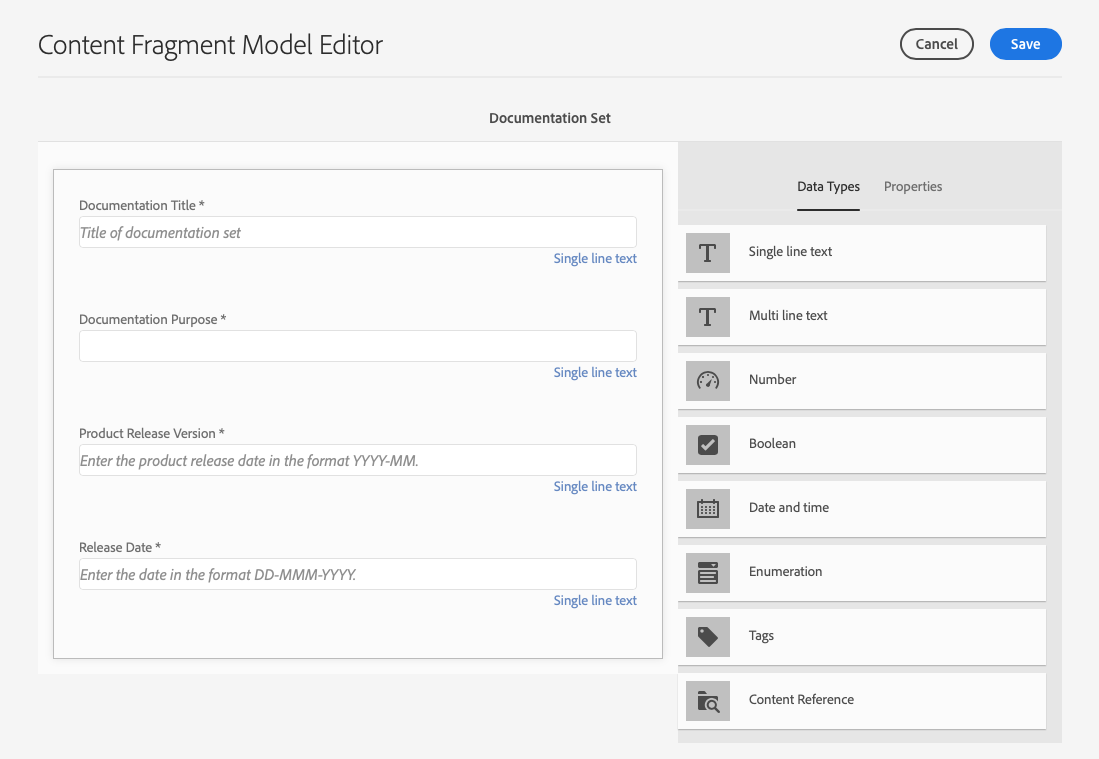 Content Fragment Model Editor
Cancel
Save
Documentation Set
Documentation Title *
Title of documentation set
Single line text
Documentation Purpose *
Single line text
Product Release Version *
Enter the product release date in the format YYYY-MM.
Single line text
Release Date *
Enter the date in the format DD-MMM-YYYY.
Single line text
Data Types
Properties
Single line text
Multi line text
Number
Boolean
Date and time
Enumeration
Tags
Content Reference